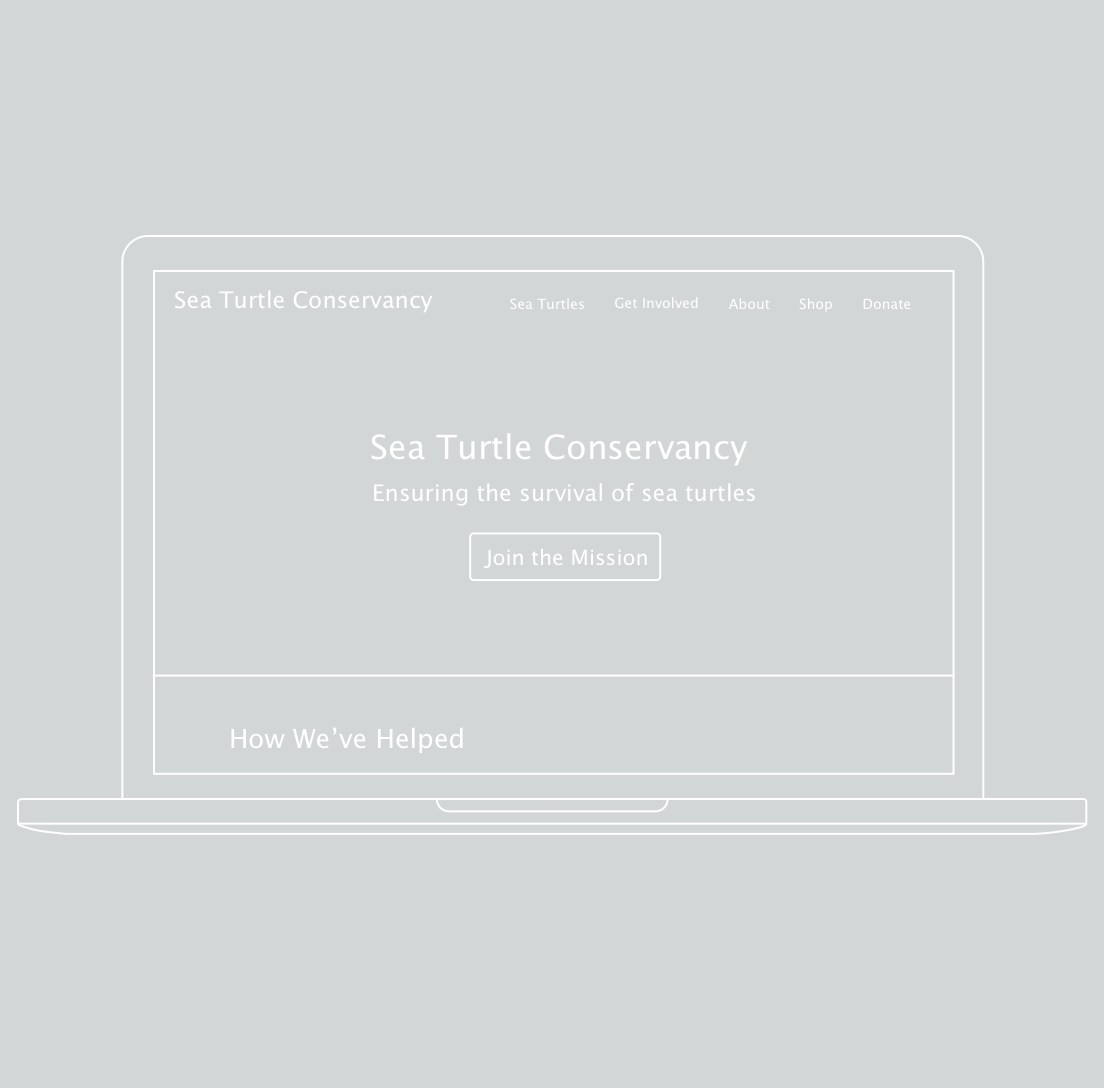 Sea Turtle Conservancy
Sea Turtles Get Involved About Shop Donate
Sea Turtle Conservancy
Ensuring the survival of sea turtles
Join the Mission
How We’ve Helped